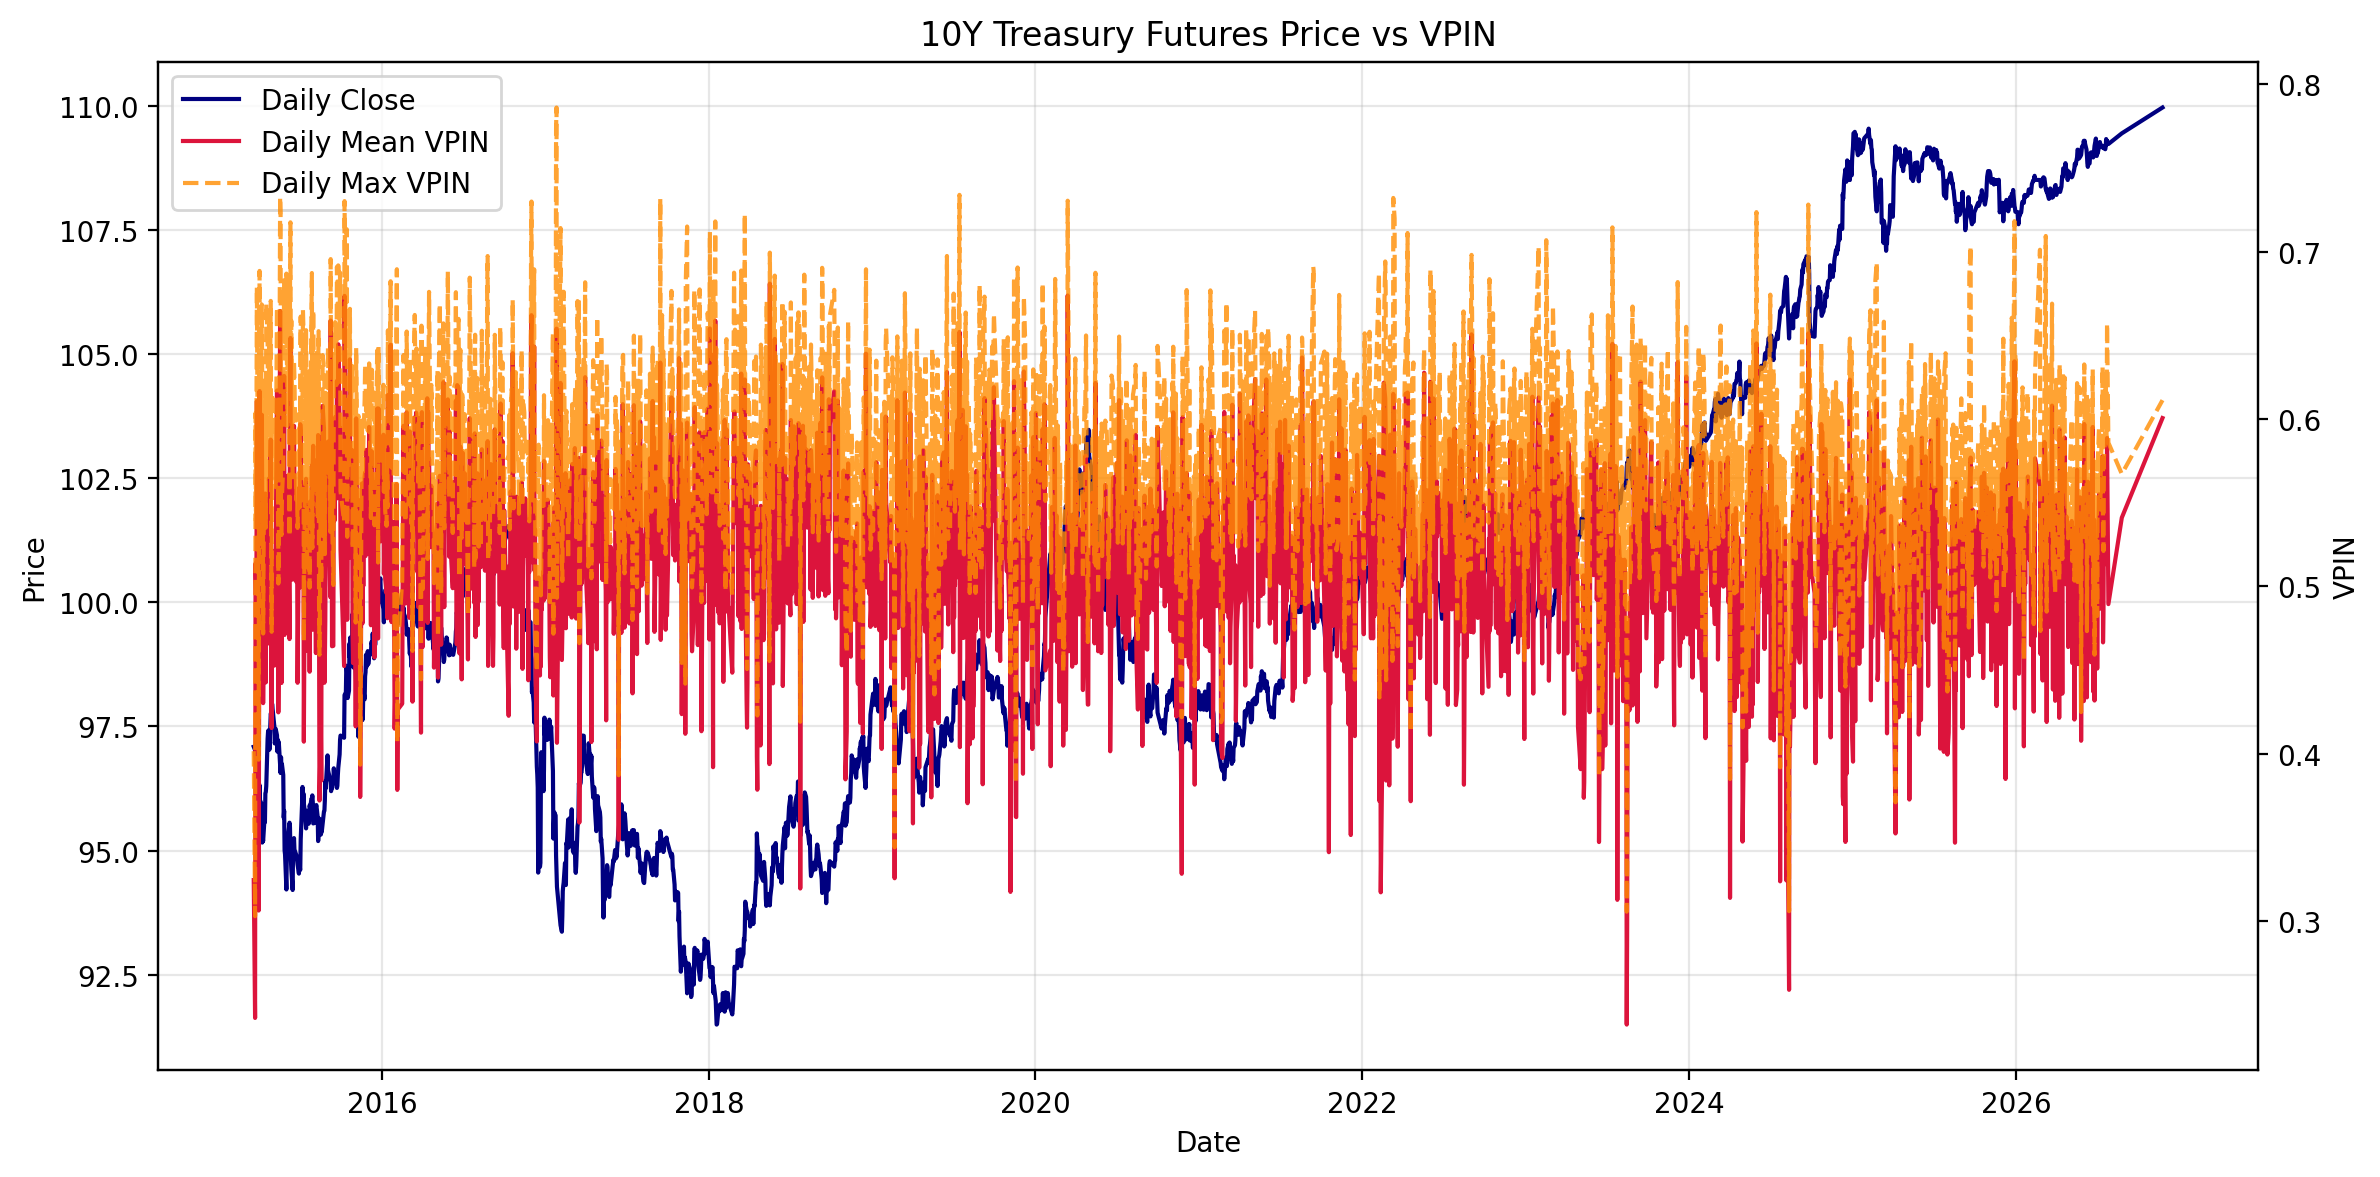 10Y Treasury Futures Price vs VPIN
Daily Close
Daily Mean VPIN
Daily Max VPIN
110.0
107.5
105.0
102.5
100.0
97.5
95.0
92.5
Price
0.8
0.7
0.6
0.5
0.4
0.3
VPIN
2016 2018 2020 2022 2024 2026
Date